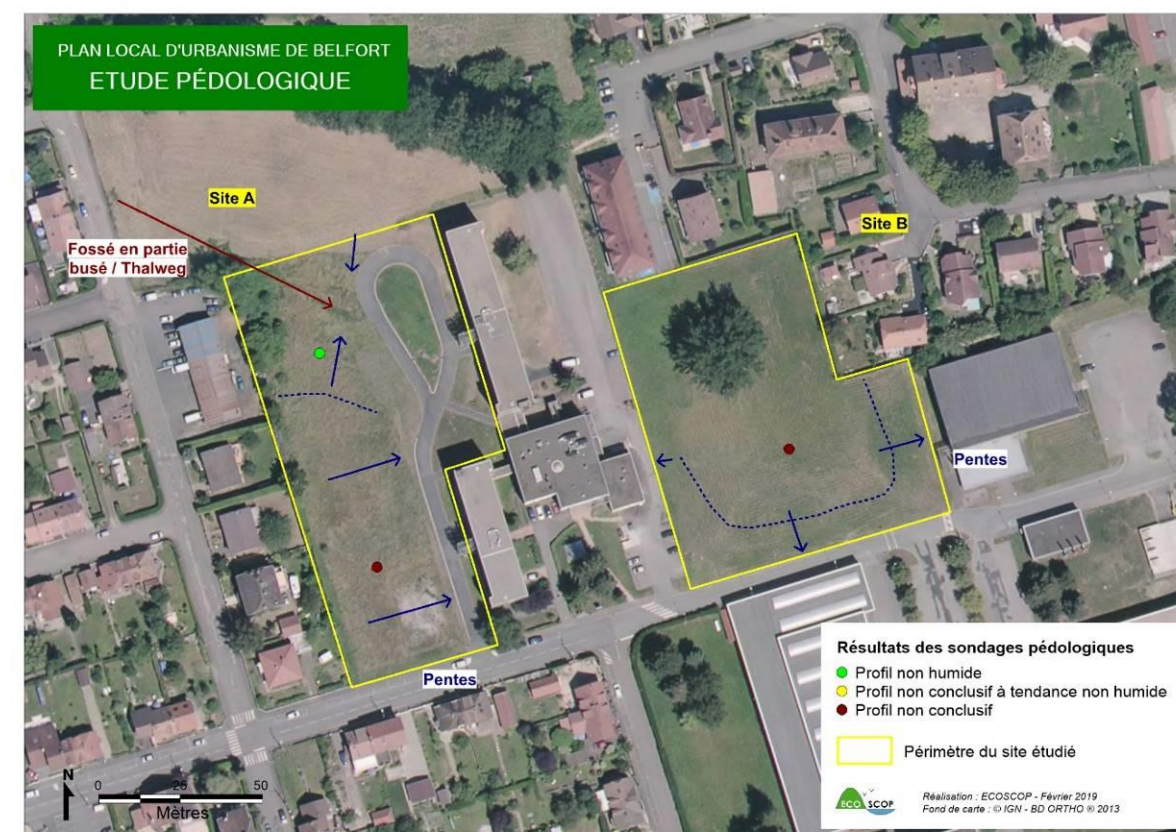 PLAN LOCAL D'URBANISME DE BELFORT
ETUDE PÉDOLOGIQUE
Site A
Fossé en partie
busé / Thalweg
Site B
Pentes
Pentes
Résultats des sondages pédologiques
Profil non humide
Profil non conclusif à tendance non humide
Profil non conclusif
Périmètre du site étudié
N
0 25 50
Mètres
ECO SCOP
Réalisation : ECOSCOP - Février 2019
Fond de carte : © IGN - BD ORTHO ® 2013